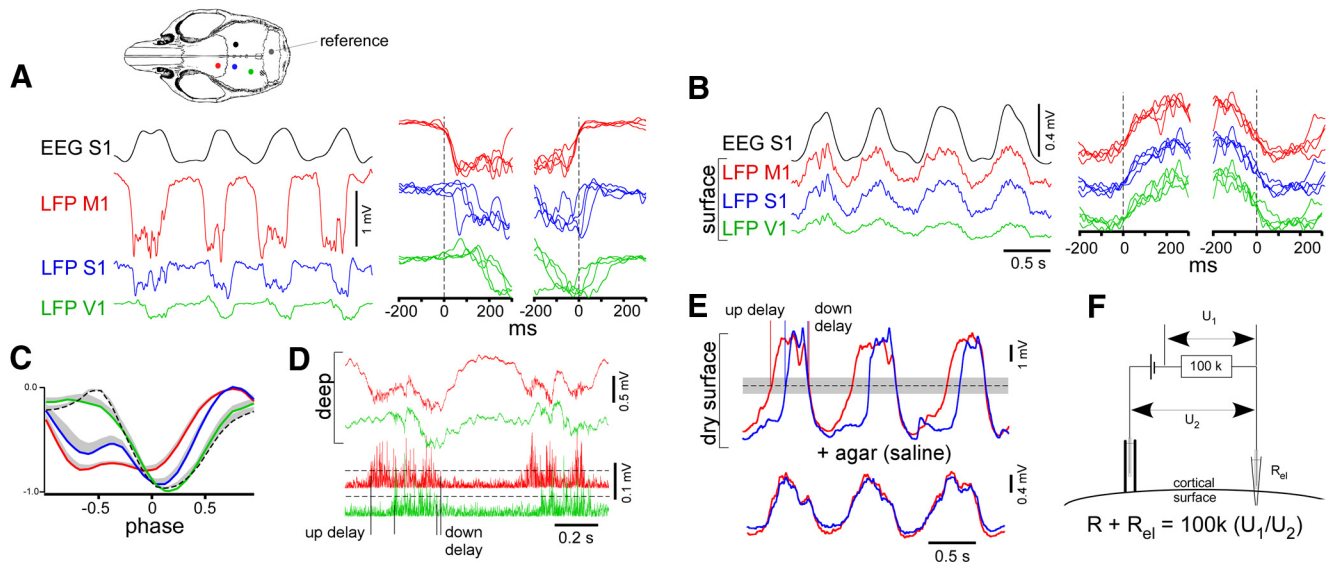 reference
A
EEG S1
LFP M1
LFP S1
LFP V1
1 mV
-200 0 200 -200 0 200
ms
B
EEG S1
LFP M1
LFP S1
LFP V1
surface
0.4 mV
0.5 s
-200 0 200 -200 0 200
ms
C
0.0
-1.0
-0.5 0.5
phase
D
deep
0.5 mV
0.1 mV
up delay
down
delay
0.2 s
E
up delay
down
delay
dry surface
1mV
+ agar (saline)
0.4 mV
0.5 s
F
U1
100 k
U2
Rel
cortical
surface
R + Rel = 100k (U1/U2)